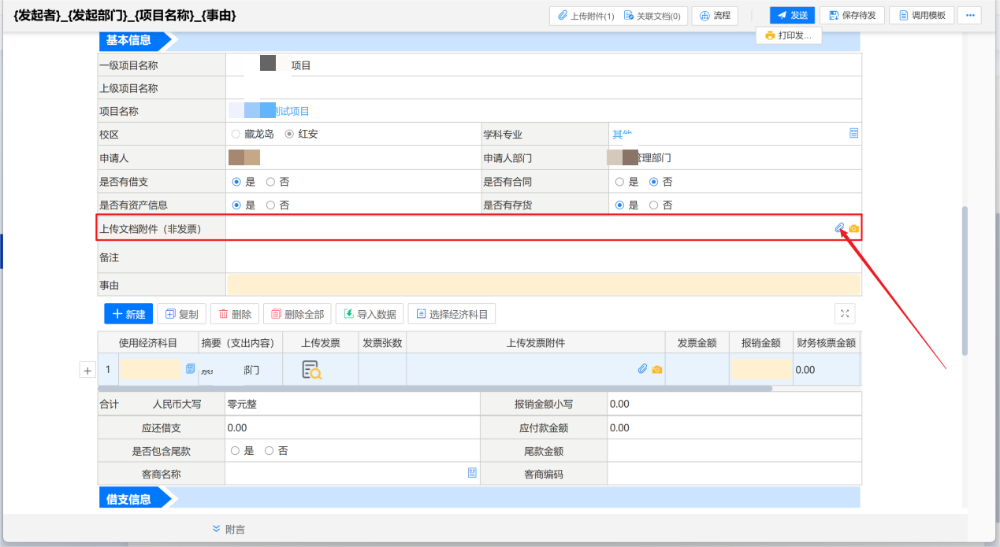 {发起者}_{发起部门}_{项目名称}_{事由}
上传附件(1) 关联文档(0) 流程 发送 保存待发 调用模板 ...
打印发...
基本信息
一级项目名称 项目
上级项目名称
项目名称 测试项目
校区 藏龙岛 红安 学科专业 其他
申请人 申请人部门 管理部门
是否有借支 是 否 是否有合同 是 否
是否有资产信息 是 否 是否有存货 是 否
上传文档附件（非发票）
备注
事由
新建 复制 删除 删除全部 导入数据 选择经济科目
使用经济科目 摘要（支出内容） 上传发票 发票张数 上传发票附件 发票金额 报销金额 财务核票金额
1 部门 0.00
合计 人民币大写 零元整 报销金额小写 0.00
应还借支 0.00 应付款金额 0.00
是否包含尾款 是 否 尾款金额
客商名称 客商编码
借支信息
附言